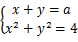 x + y = a
x² + y² = 4